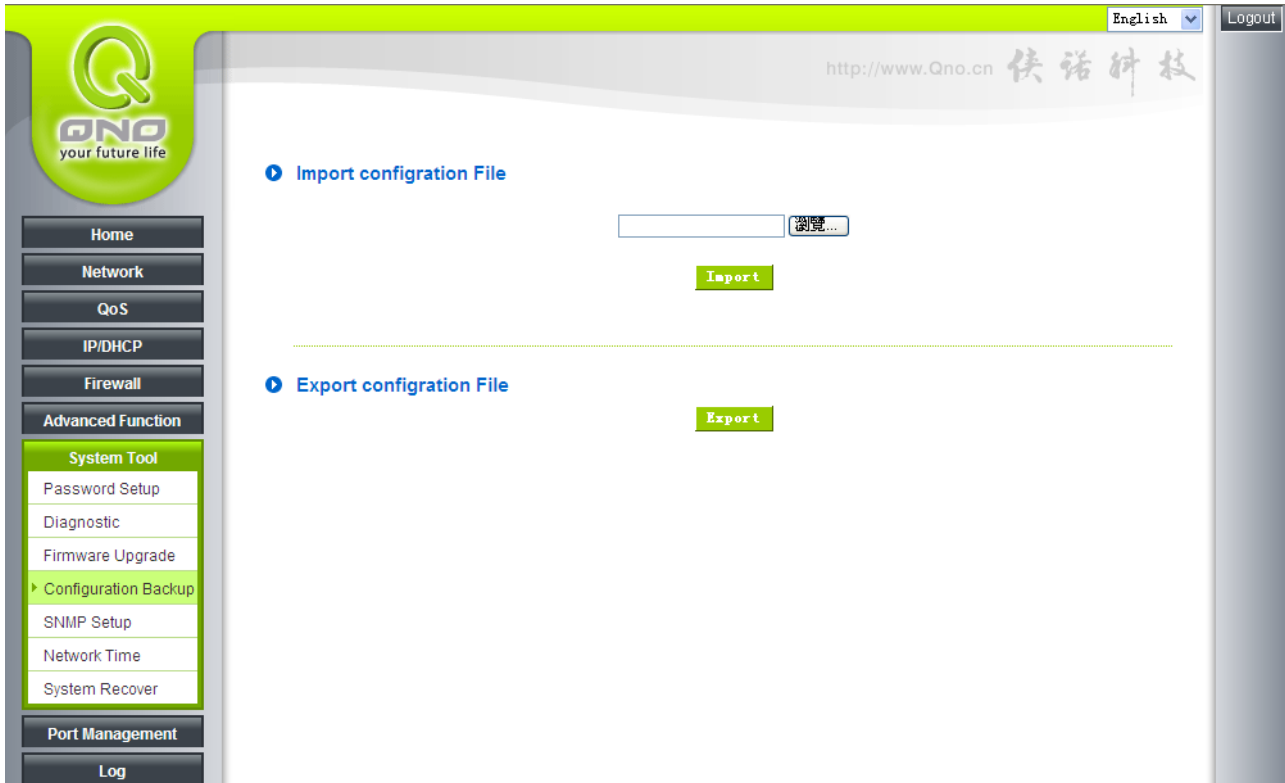 English
Logout
http://www.Qno.cn 俠諾科技
QNO
your future life
Import configration File
瀏覽...
Import
Export configration File
Export
Home
Network
QoS
IP/DHCP
Firewall
Advanced Function
System Tool
Password Setup
Diagnostic
Firmware Upgrade
Configuration Backup
SNMP Setup
Network Time
System Recover
Port Management
Log